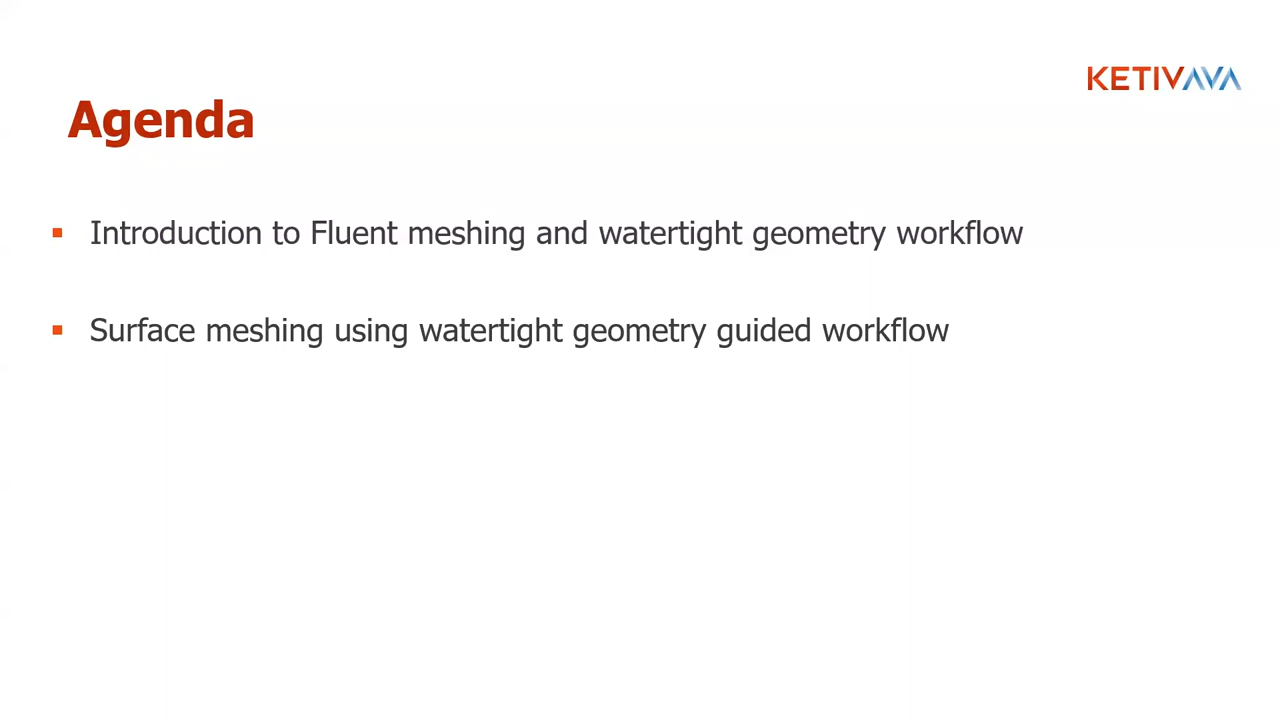 KETIVAVA
Agenda
Introduction to Fluent meshing and watertight geometry workflow
Surface meshing using watertight geometry guided workflow